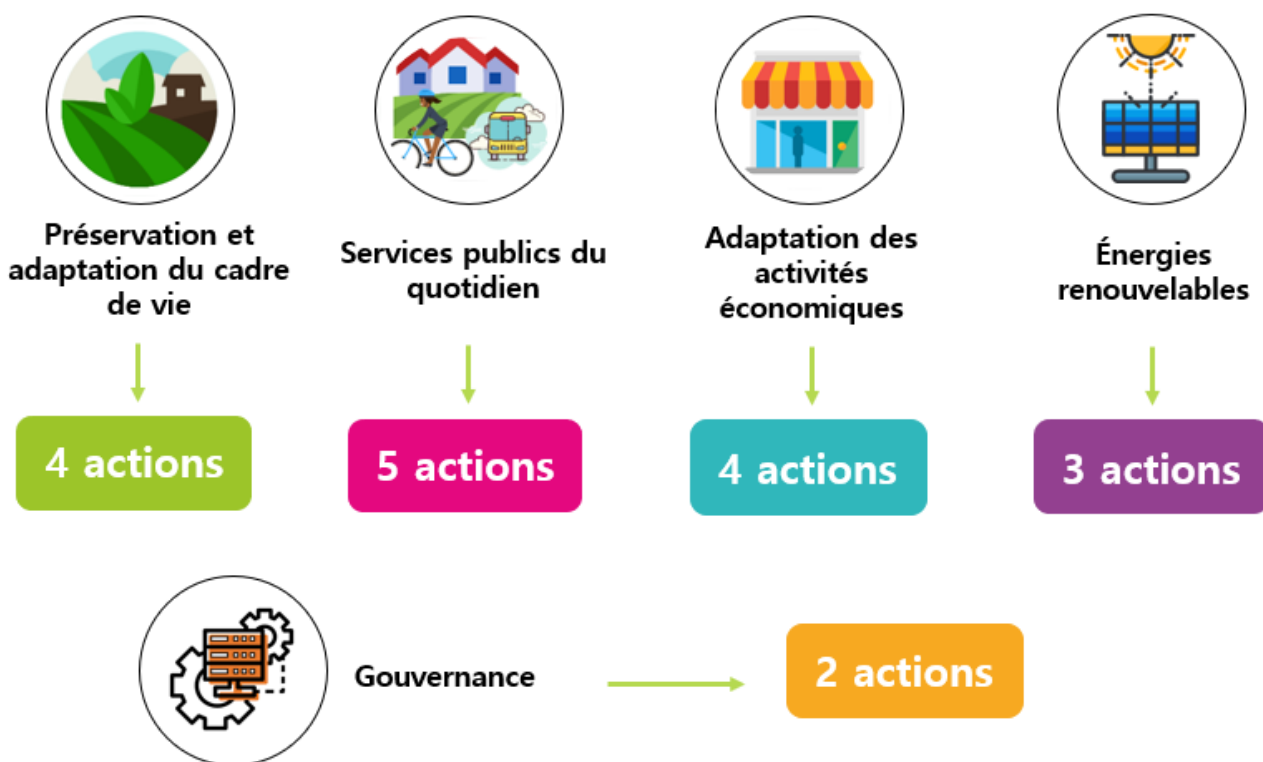 Préservation et
adaptation du cadre
de vie
4 actions
Services publics du
quotidien
5 actions
Adaptation des
activités
économiques
4 actions
Énergies
renouvelables
3 actions
Gouvernance
2 actions